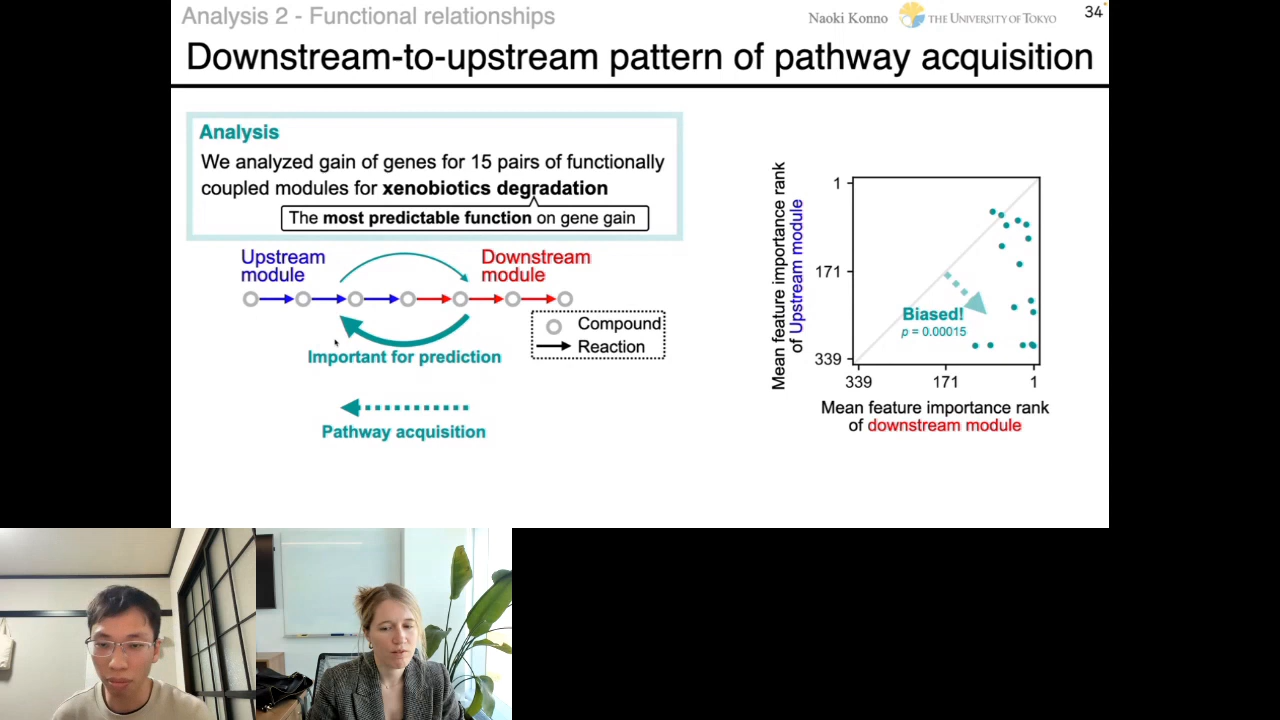 Analysis 2 - Functional relationships
Naoki Konno THE UNIVERSITY OF TOKYO 34
Downstream-to-upstream pattern of pathway acquisition
Analysis
We analyzed gain of genes for 15 pairs of functionally
coupled modules for xenobiotics degradation
The most predictable function on gene gain
Upstream
module
Downstream
module
Compound
Reaction
Important for prediction
Pathway acquisition
Mean feature importance rank
of Upstream module
1
171
339
Biased!
p = 0.00015
339 171 1
Mean feature importance rank
of downstream module